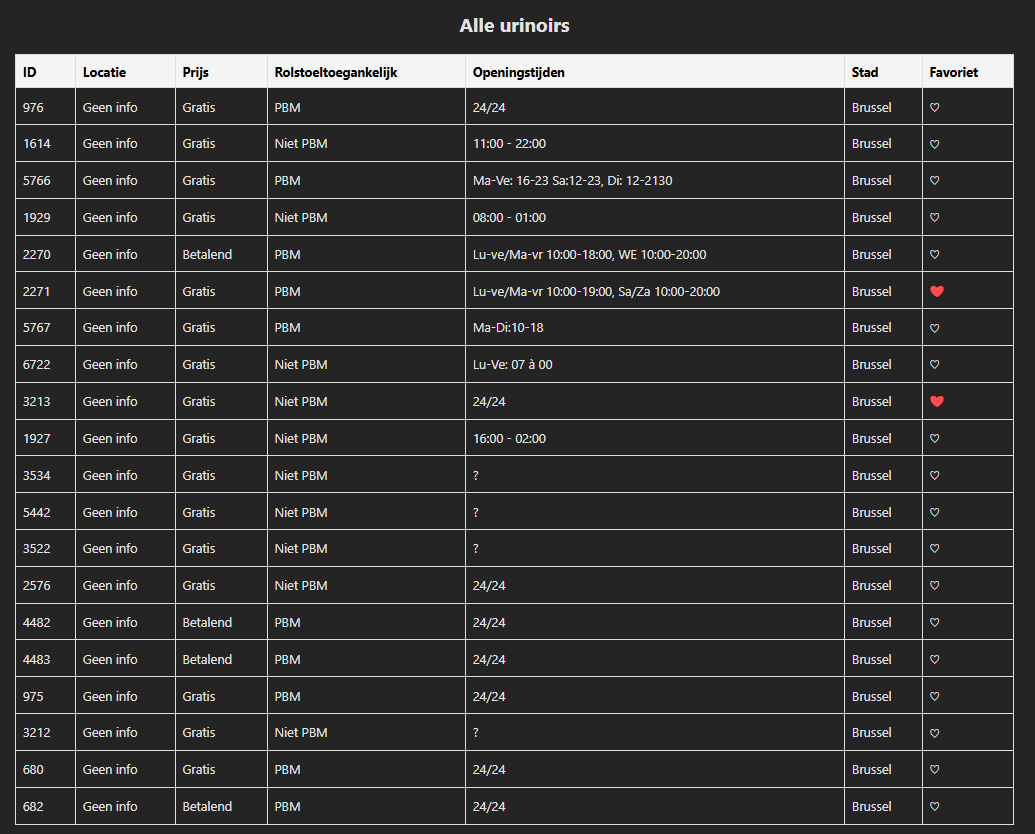 Alle urinoirs
ID Locatie Prijs Rolstoeltoegankelijk Openingstijden Stad Favoriet
976 Geen info Gratis PBM 24/24 Brussel ♡
1614 Geen info Gratis Niet PBM 11:00 - 22:00 Brussel ♡
5766 Geen info Gratis PBM Ma-Ve: 16-23 Sa:12-23, Di: 12-2130 Brussel ♡
1929 Geen info Gratis Niet PBM 08:00 - 01:00 Brussel ♡
2270 Geen info Betalend PBM Lu-ve/Ma-vr 10:00-18:00, WE 10:00-20:00 Brussel ♡
2271 Geen info Gratis PBM Lu-ve/Ma-vr 10:00-19:00, Sa/Za 10:00-20:00 Brussel ❤️
5767 Geen info Gratis PBM Ma-Di:10-18 Brussel ♡
6722 Geen info Gratis Niet PBM Lu-Ve: 07 à 00 Brussel ♡
3213 Geen info Gratis Niet PBM 24/24 Brussel ❤️
1927 Geen info Gratis Niet PBM 16:00 - 02:00 Brussel ♡
3534 Geen info Gratis Niet PBM ? Brussel ♡
5442 Geen info Gratis Niet PBM ? Brussel ♡
3522 Geen info Gratis Niet PBM ? Brussel ♡
2576 Geen info Gratis Niet PBM 24/24 Brussel ♡
4482 Geen info Betalend PBM 24/24 Brussel ♡
4483 Geen info Betalend PBM 24/24 Brussel ♡
975 Geen info Gratis PBM 24/24 Brussel ♡
3212 Geen info Gratis Niet PBM ? Brussel ♡
680 Geen info Gratis PBM 24/24 Brussel ♡
682 Geen info Betalend PBM 24/24 Brussel ♡